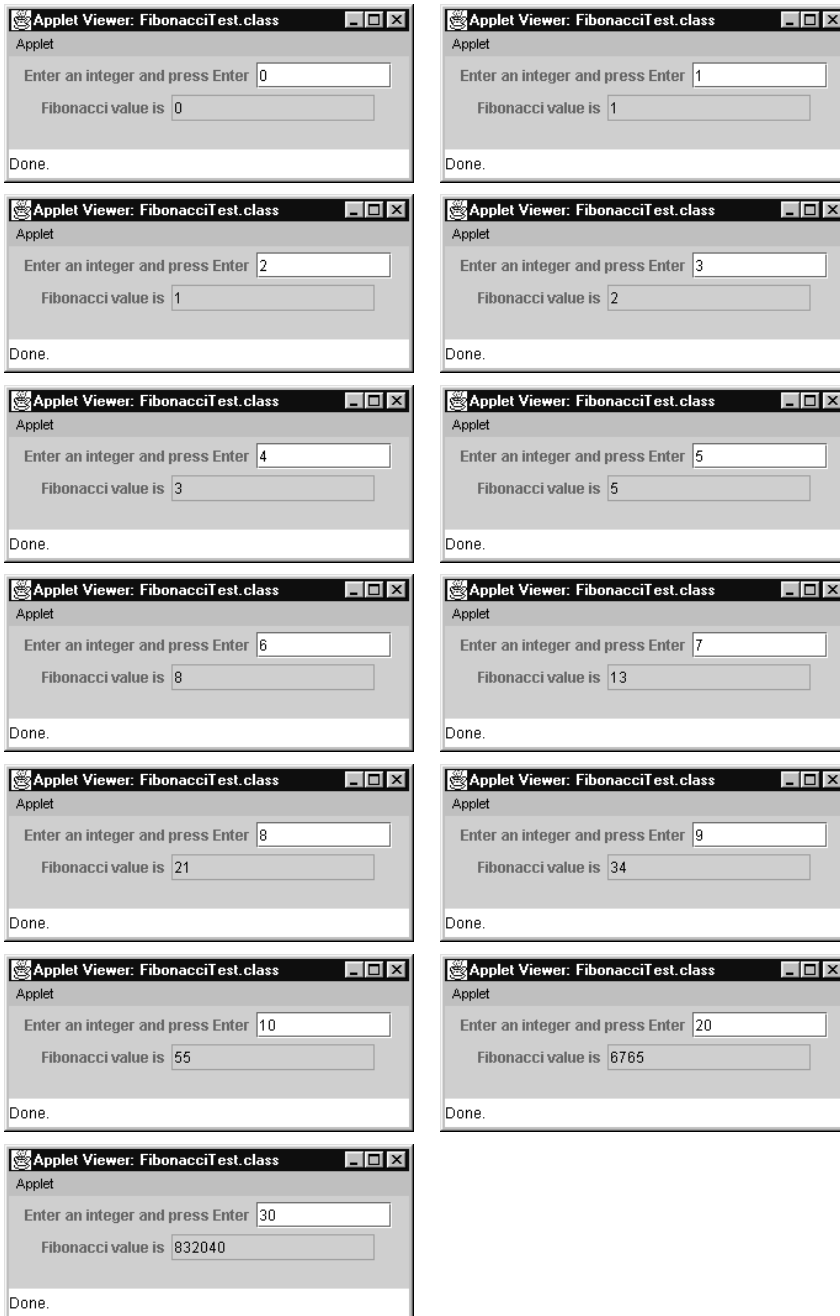 Applet Viewer: FibonacciTest.class
Applet
Enter an integer and press Enter 0
Fibonacci value is 0
Done.
Applet Viewer: FibonacciTest.class
Applet
Enter an integer and press Enter 1
Fibonacci value is 1
Done.
Applet Viewer: FibonacciTest.class
Applet
Enter an integer and press Enter 2
Fibonacci value is 1
Done.
Applet Viewer: FibonacciTest.class
Applet
Enter an integer and press Enter 3
Fibonacci value is 2
Done.
Applet Viewer: FibonacciTest.class
Applet
Enter an integer and press Enter 4
Fibonacci value is 3
Done.
Applet Viewer: FibonacciTest.class
Applet
Enter an integer and press Enter 5
Fibonacci value is 5
Done.
Applet Viewer: FibonacciTest.class
Applet
Enter an integer and press Enter 6
Fibonacci value is 8
Done.
Applet Viewer: FibonacciTest.class
Applet
Enter an integer and press Enter 7
Fibonacci value is 13
Done.
Applet Viewer: FibonacciTest.class
Applet
Enter an integer and press Enter 8
Fibonacci value is 21
Done.
Applet Viewer: FibonacciTest.class
Applet
Enter an integer and press Enter 9
Fibonacci value is 34
Done.
Applet Viewer: FibonacciTest.class
Applet
Enter an integer and press Enter 10
Fibonacci value is 55
Done.
Applet Viewer: FibonacciTest.class
Applet
Enter an integer and press Enter 20
Fibonacci value is 6765
Done.
Applet Viewer: FibonacciTest.class
Applet
Enter an integer and press Enter 30
Fibonacci value is 832040
Done.